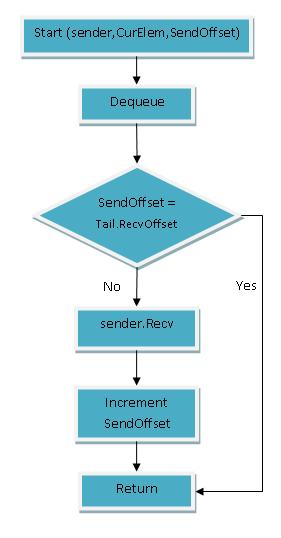 Start (sender,CurElem,SendOffset)
Dequeue
SendOffset =
Tail.RecvOffset
No
Yes
sender.Recv
Increment
SendOffset
Return